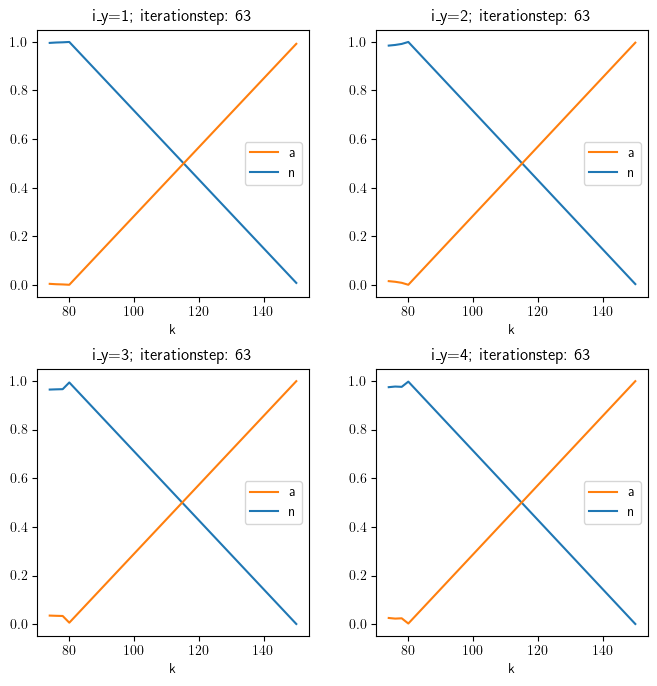 i_y=1; iterationstep: 63
1.0
0.8
0.6
0.4
0.2
0.0
a
n
80 100 120 140
k
i_y=2; iterationstep: 63
1.0
0.8
0.6
0.4
0.2
0.0
a
n
80 100 120 140
k
i_y=3; iterationstep: 63
1.0
0.8
0.6
0.4
0.2
0.0
a
n
80 100 120 140
k
i_y=4; iterationstep: 63
1.0
0.8
0.6
0.4
0.2
0.0
a
n
80 100 120 140
k